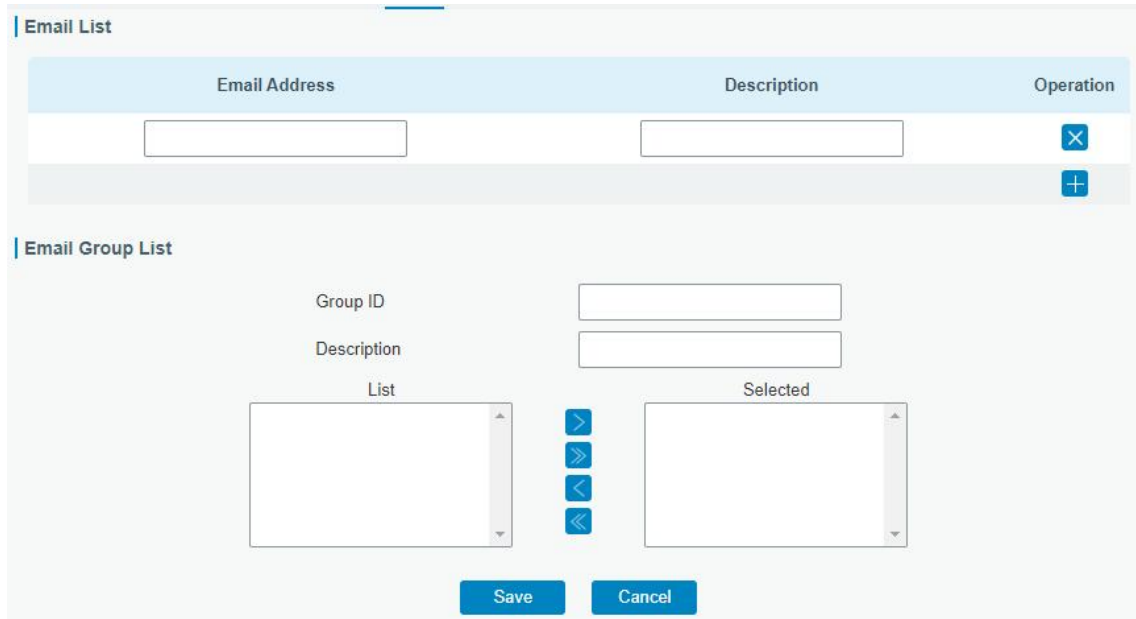 Email List
Email Address Description Operation
Email Group List
Group ID
Description
List Selected
Save Cancel